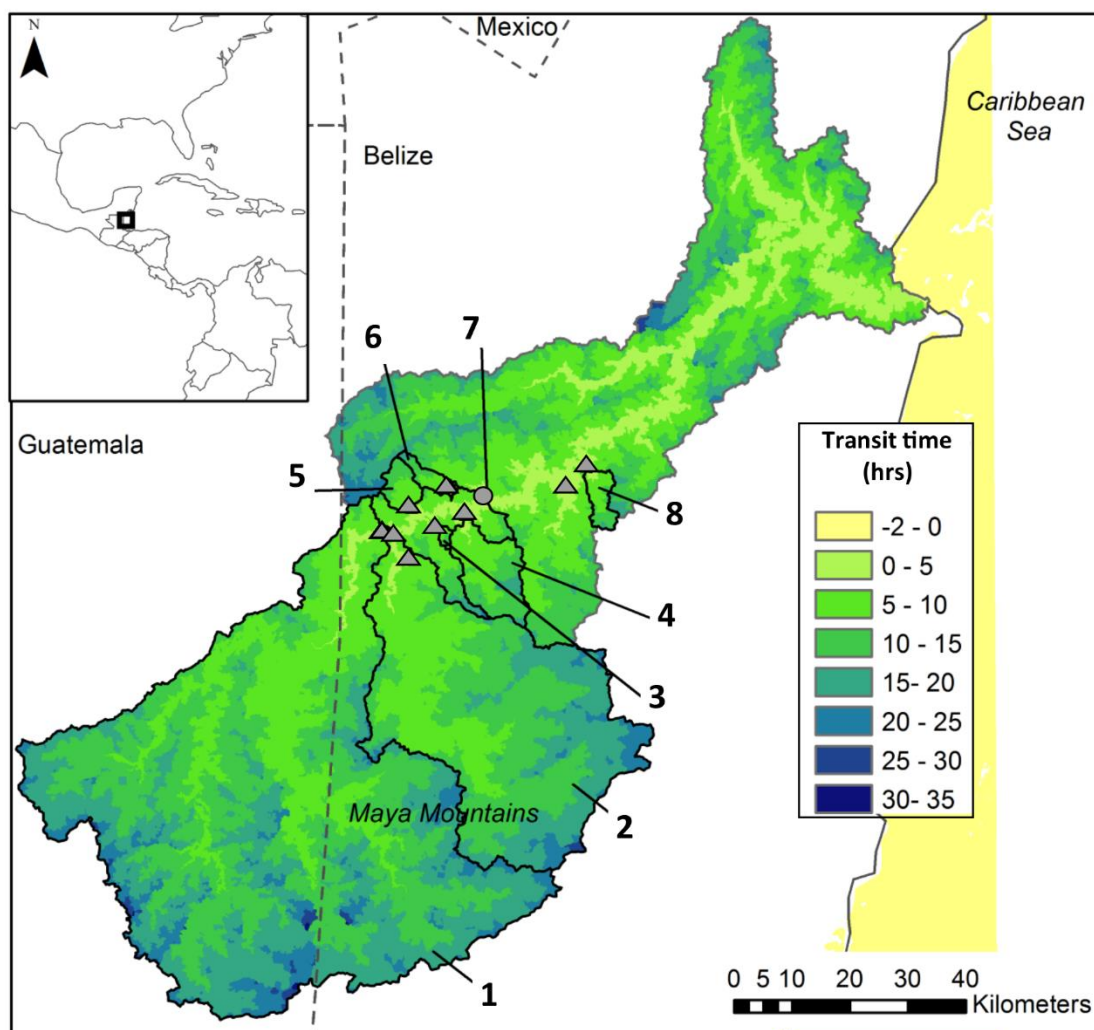 N
Mexico
Caribbean
Sea
Belize
Guatemala
6
7
5
8
4
3
2
1
Maya Mountains
Transit time
(hrs)
-2 - 0
0 - 5
5 - 10
10 - 15
15- 20
20 - 25
25 - 30
30- 35
0 5 10 20 30 40
Kilometers